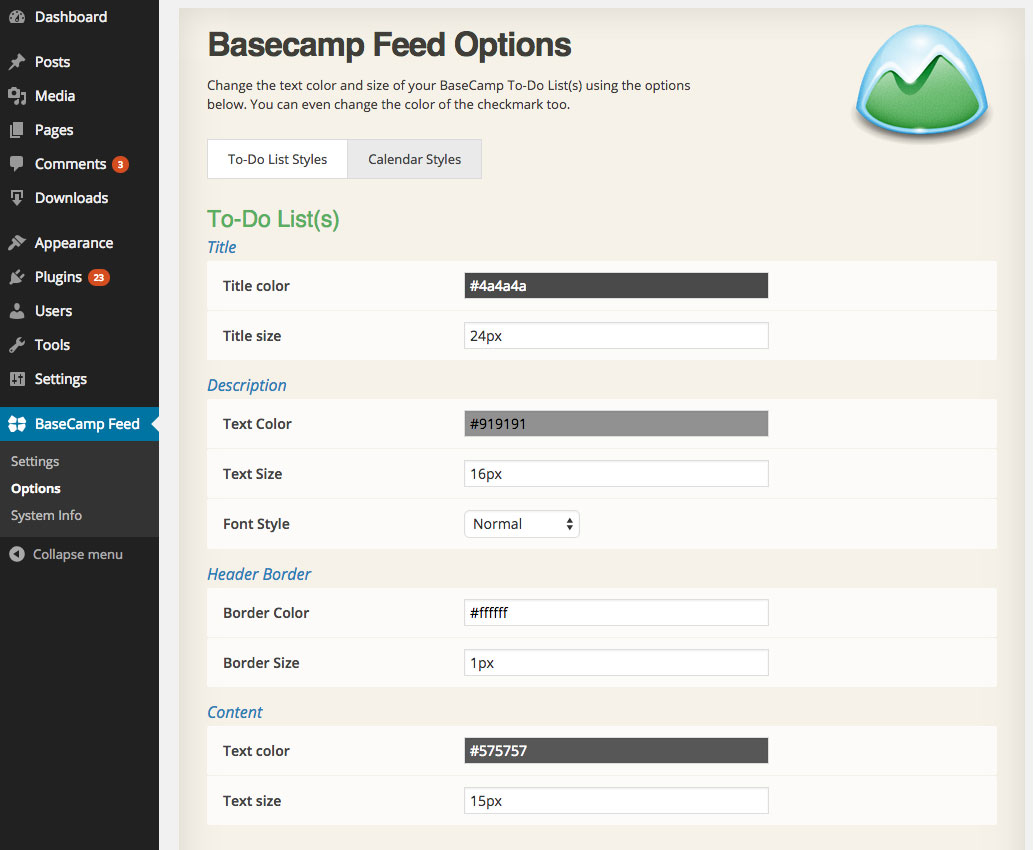 Dashboard
Posts
Media
Pages
Comments 3
Downloads
Appearance
Plugins 23
Users
Tools
Settings
BaseCamp Feed
Settings
Options
System Info
Collapse menu
Basecamp Feed Options
Change the text color and size of your BaseCamp To-Do List(s) using the options
below. You can even change the color of the checkmark too.
To-Do List Styles Calendar Styles
To-Do List(s)
Title
Title color #4a4a4a
Title size 24px
Description
Text Color #919191
Text Size 16px
Font Style Normal
Header Border
Border Color #ffffff
Border Size 1px
Content
Text color #575757
Text size 15px